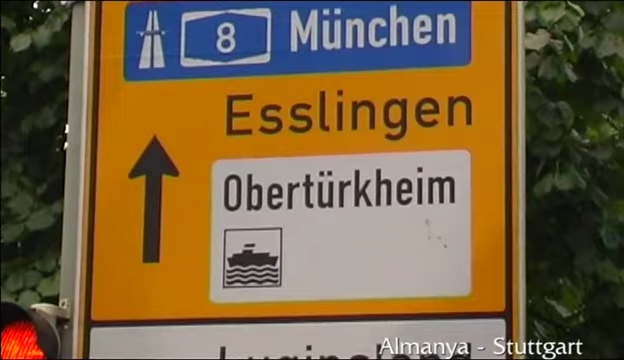 8 München
Esslingen
Obertürkheim
Almanya - Stuttgart